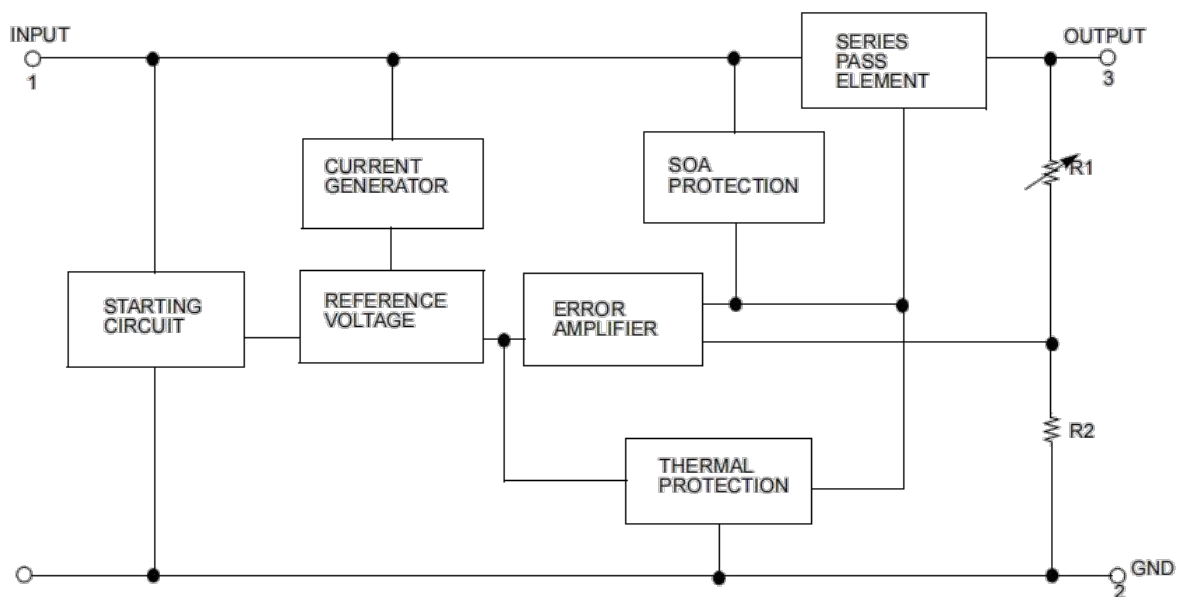 INPUT
1
SERIES
PASS
ELEMENT
OUTPUT
3
CURRENT
GENERATOR
SOA
PROTECTION
R1
STARTING
CIRCUIT
REFERENCE
VOLTAGE
ERROR
AMPLIFIER
R2
THERMAL
PROTECTION
GND
2